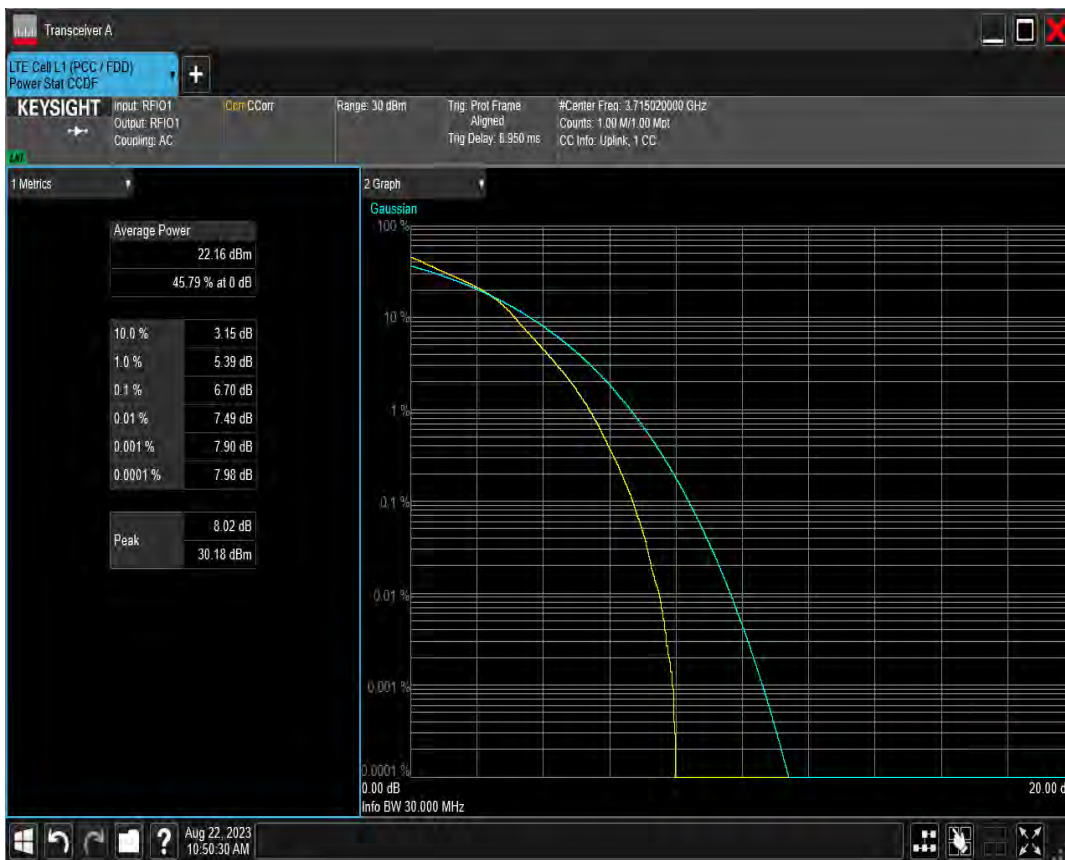 Transceiver A
LTE Cell L1 (PCC / FDD)
Power Stat CCDF
+
KEYSIGHT
LXI
Input: RFIO1
Output: RFIO1
Coupling: AC
Corr CCorr
Range: 30 dBm
Trig: Prot Frame
Aligned
Trig Delay: 8.950 ms
#Center Freq: 3.715020000 GHz
Counts: 1.00 M/1.00 Mpt
CC Info: Uplink, 1 CC
1 Metrics
Average Power
22.16 dBm
45.79 % at 0 dB
10.0 % 3.15 dB
1.0 % 5.39 dB
0.1 % 6.70 dB
0.01 % 7.49 dB
0.001 % 7.90 dB
0.0001 % 7.98 dB
Peak 8.02 dB
30.18 dBm
2 Graph
Gaussian
100 %
10 %
1 %
0.1 %
0.01 %
0.001 %
0.0001 %
0.00 dB
20.00 d
Info BW 30.000 MHz
?
Aug 22, 2023
10:50:30 AM